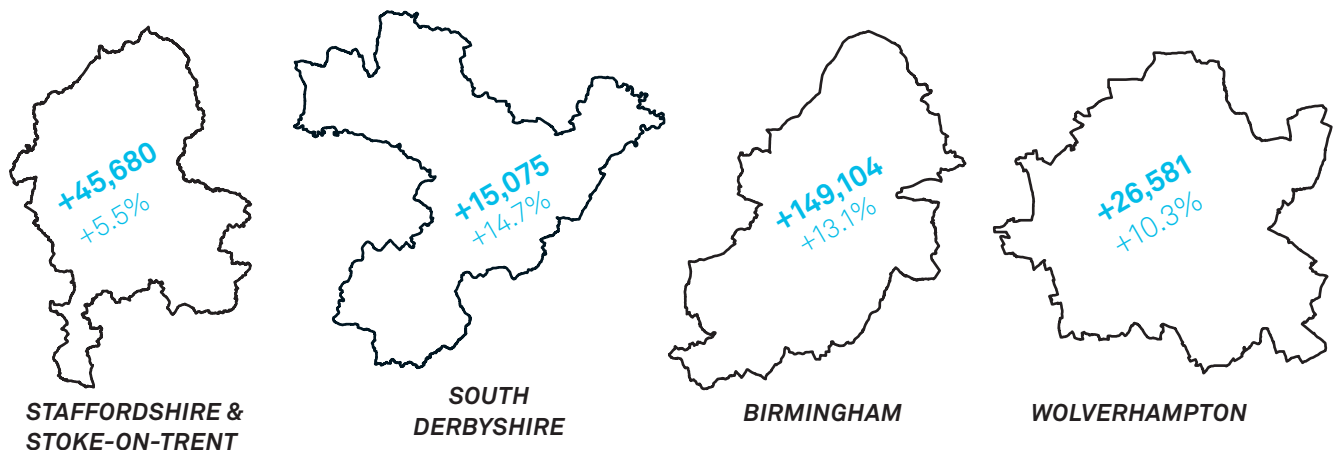 +45,680
+5.5%
STAFFORDSHIRE &
STOKE-ON-TRENT
+15,075
+14.7%
SOUTH
DERBYSHIRE
+149,104
+13.1%
BIRMINGHAM
+26,581
+10.3%
WOLVERHAMPTON